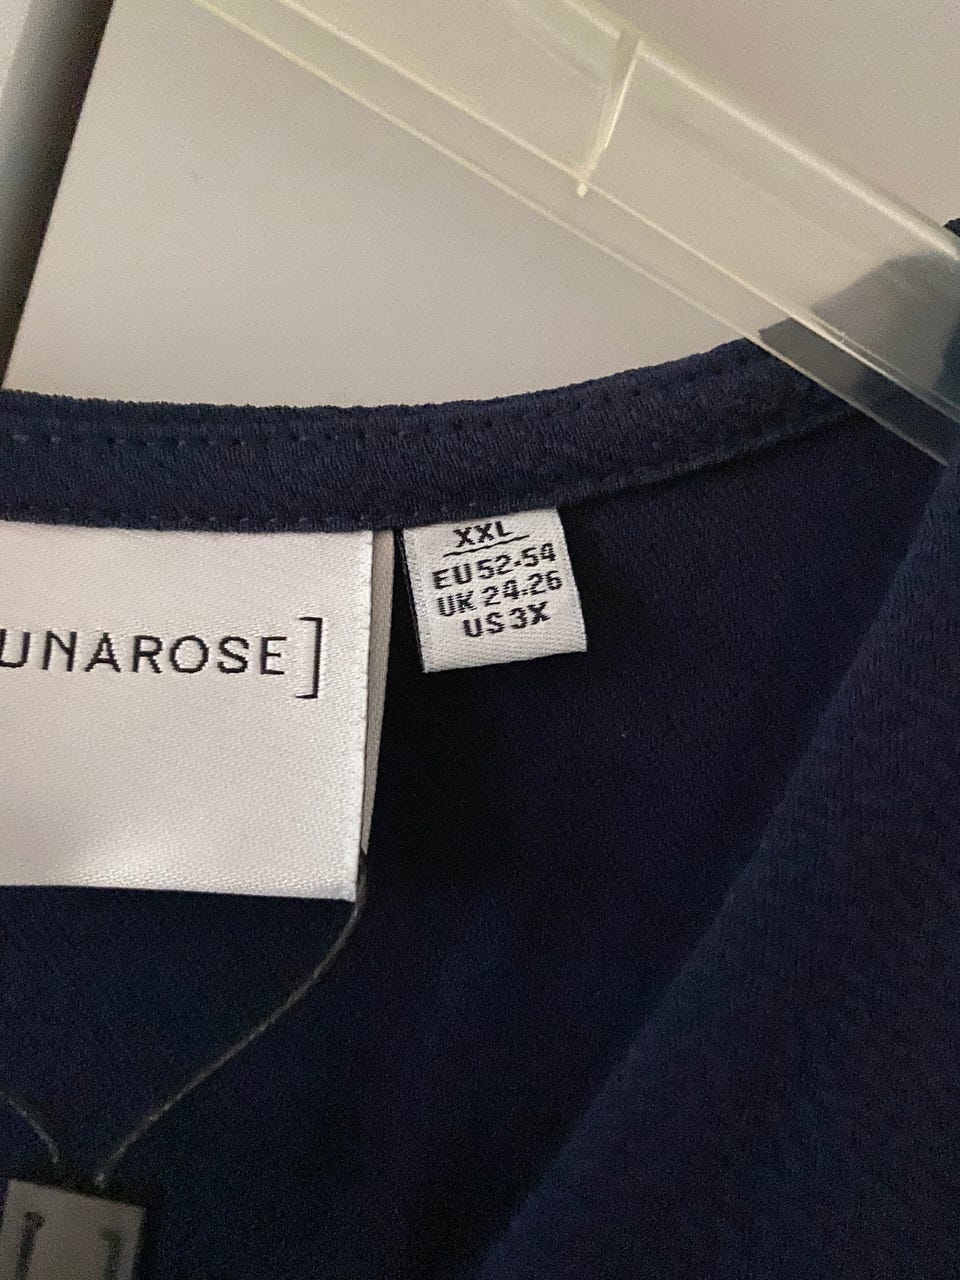 UNAROSE]
XXL
EU 52-54
UK 24-26
US 3X